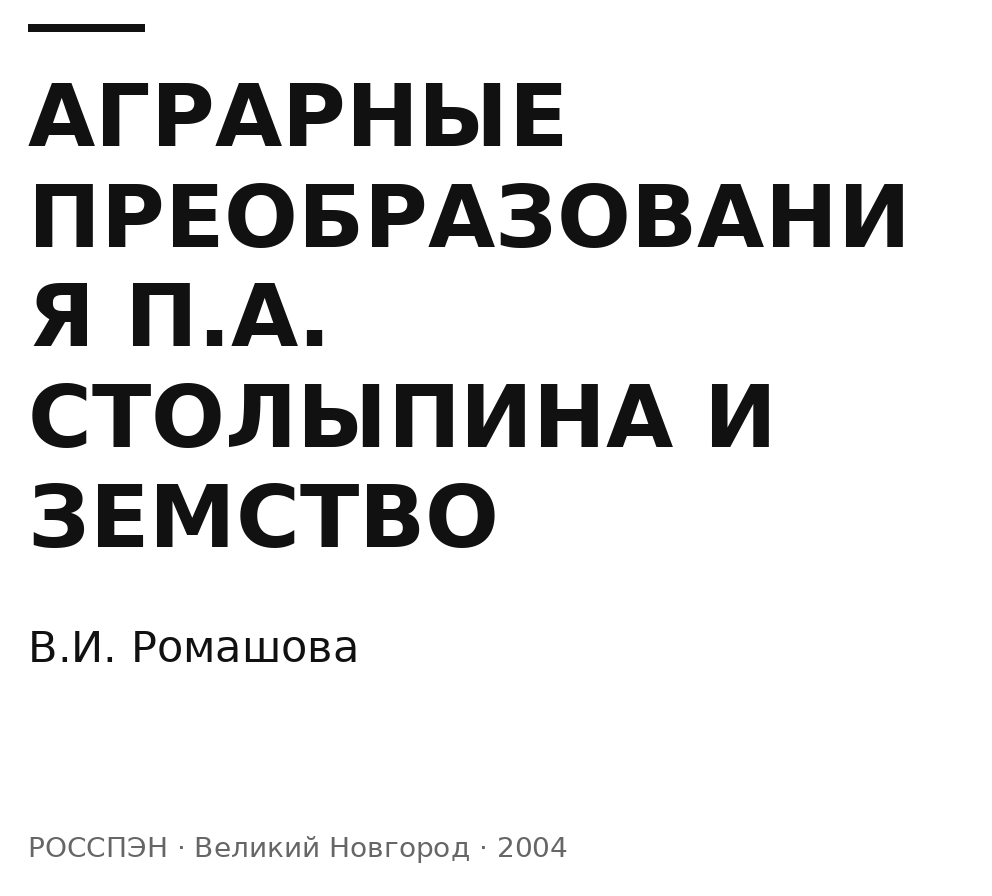 АГРАРНЫЕ
ПРЕОБРАЗОВАНИ
Я П.А.
СТОЛЫПИНА И
ЗЕМСТВО
В.И. Ромашова
РОССПЭН · Великий Новгород · 2004